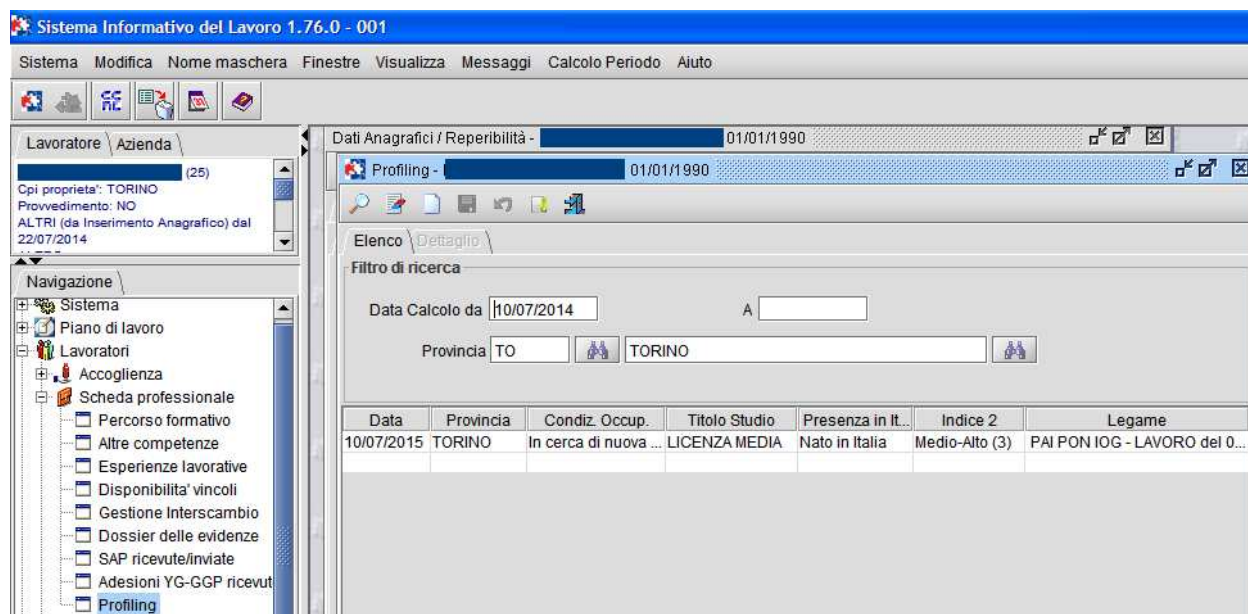 Sistema Informativo del Lavoro 1.76.0 - 001
Sistema Modifica Nome maschera Finestre Visualizza Messaggi Calcolo Periodo Aiuto
Lavoratore Azienda
(25)
Cpi proprieta': TORINO
Provvedimento: NO
ALTRI (da Inserimento Anagrafico) dal
22/07/2014
Navigazione
Sistema
Piano di lavoro
Lavoratori
Accoglienza
Scheda professionale
Percorso formativo
Altre competenze
Esperienze lavorative
Disponibilita' vincoli
Gestione Interscambio
Dossier delle evidenze
SAP ricevute/inviate
Adesioni YG-GGP ricevut
Profiling
Dati Anagrafici / Reperibilità - 01/01/1990
Profiling - 01/01/1990
Elenco Dettaglio
Filtro di ricerca
Data Calcolo da 10/07/2014 A
Provincia TO TORINO
Data Provincia Condiz. Occup. Titolo Studio Presenza in It... Indice 2 Legame
10/07/2015 TORINO In cerca di nuova ... LICENZA MEDIA Nato in Italia Medio-Alto (3) PAI PON IOG - LAVORO del 0...